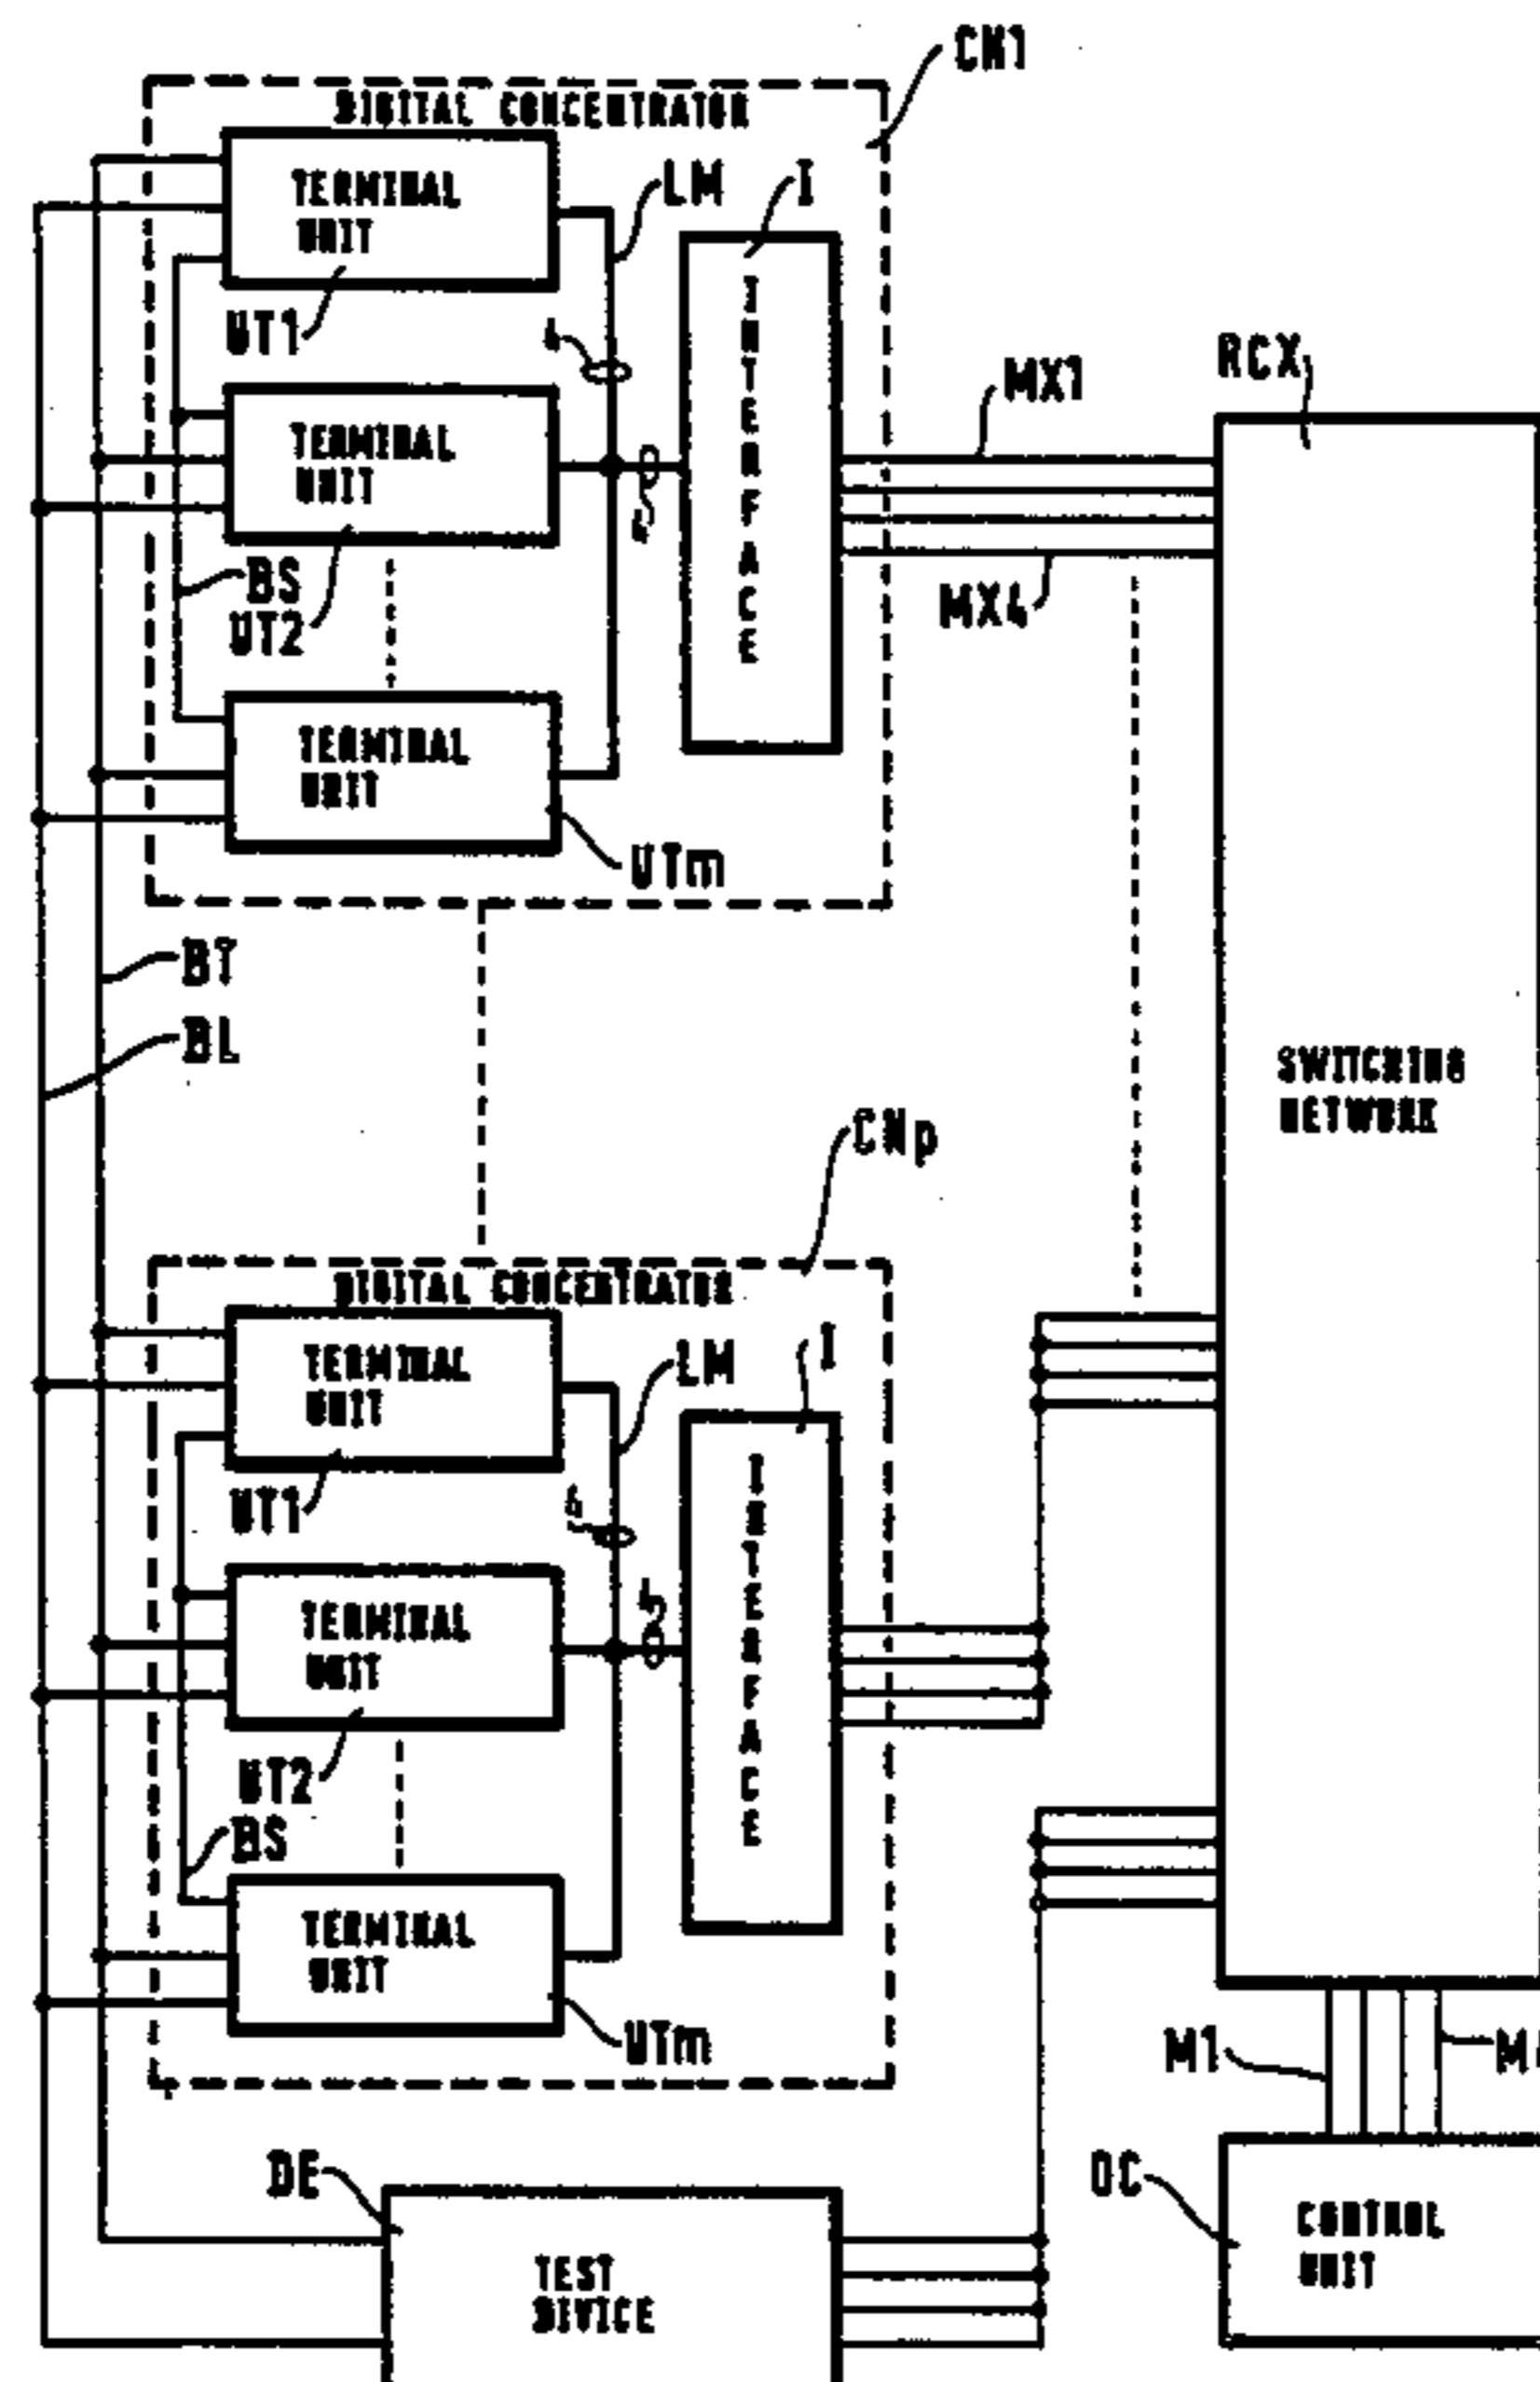 CN1
DIGITAL CONCENTRATOR
TERMINAL
UNIT
LM
I
UT1
4
INTERFACE
RCX
MX1
TERMINAL
UNIT
4
BS
UT2
MX4
TERMINAL
UNIT
UTm
BT
BL
SWITCHING
NETWORK
CNp
DIGITAL CONCENTRATOR
TERMINAL
UNIT
LM
I
UT1
4
INTERFACE
TERMINAL
UNIT
4
UT2
BS
TERMINAL
UNIT
UTm
M1
DE
OC
CONTROL
UNIT
TEST
DIVICE